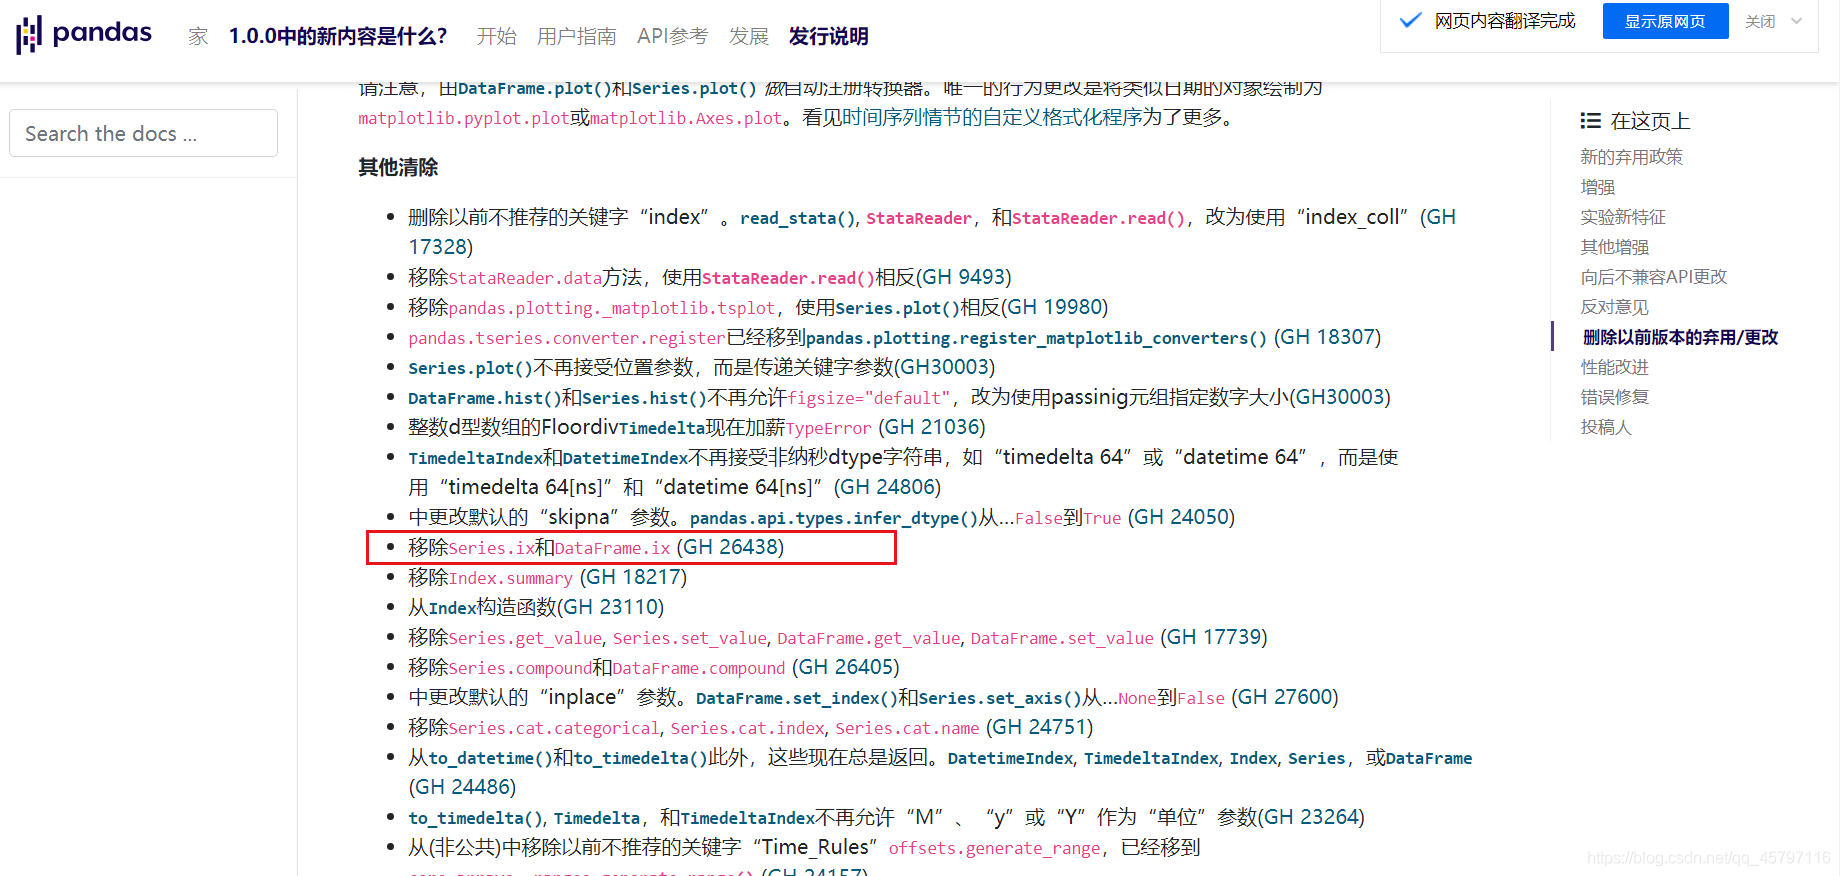 pandas 家 1.0.0中的新内容是什么? 开始 用户指南 API参考 发展 发行说明
网页内容翻译完成 显示原网页 关闭
Search the docs ...
请注意，由DataFrame.plot()和Series.plot() 激自动注册转换器。唯一的行为更改是将类似日期的对象绘制为
matplotlib.pyplot.plot或matplotlib.Axes.plot。看见时间序列情节的自定义格式化程序为了更多。
其他清除
删除以前不推荐的关键字“index”。read_stata(), StataReader，和StataReader.read()，改为使用“index_coll”(GH
17328)
移除StataReader.data方法，使用StataReader.read()相反(GH 9493)
移除pandas.plotting._matplotlib.tsplot，使用Series.plot()相反(GH 19980)
pandas.tseries.converter.register已经移到pandas.plotting.register_matplotlib_converters() (GH 18307)
Series.plot()不再接受位置参数，而是传递关键字参数(GH30003)
DataFrame.hist()和Series.hist()不再允许figsize="default"，改为使用passinig元组指定数字大小(GH30003)
整数d型数组的FloordivTimedelta现在加薪TypeError (GH 21036)
TimedeltaIndex和DatetimeIndex不再接受非纳秒dtype字符串，如“timedelta 64”或“datetime 64”，而是使
用“timedelta 64[ns]”和“datetime 64[ns]”(GH 24806)
中更改默认的“skipna”参数。pandas.api.types.infer_dtype()从...False到True (GH 24050)
移除Series.ix和DataFrame.ix (GH 26438)
移除Index.summary (GH 18217)
从Index构造函数(GH 23110)
移除Series.get_value, Series.set_value, DataFrame.get_value, DataFrame.set_value (GH 17739)
移除Series.compound和DataFrame.compound (GH 26405)
中更改默认的“inplace”参数。DataFrame.set_index()和Series.set_axis()从...None到False (GH 27600)
移除Series.cat.categorical, Series.cat.index, Series.cat.name (GH 24751)
从to_datetime()和to_timedelta()此外，这些现在总是返回。DatetimeIndex, TimedeltaIndex, Index, Series，或DataFrame
(GH 24486)
to_timedelta(), Timedelta，和TimedeltaIndex不再允许“M”、“y”或“Y”作为“单位”参数(GH 23264)
从(非公共)中移除以前不推荐的关键字“Time_Rules”offsets.generate_range，已经移到
core.arrays._ranges.generate_range() (GH 24157)
在这页上
新的弃用政策
增强
实验新特征
其他增强
向后不兼容API更改
反对意见
删除以前版本的弃用/更改
性能改进
错误修复
投稿人
https://blog.csdn.net/qq_45797116